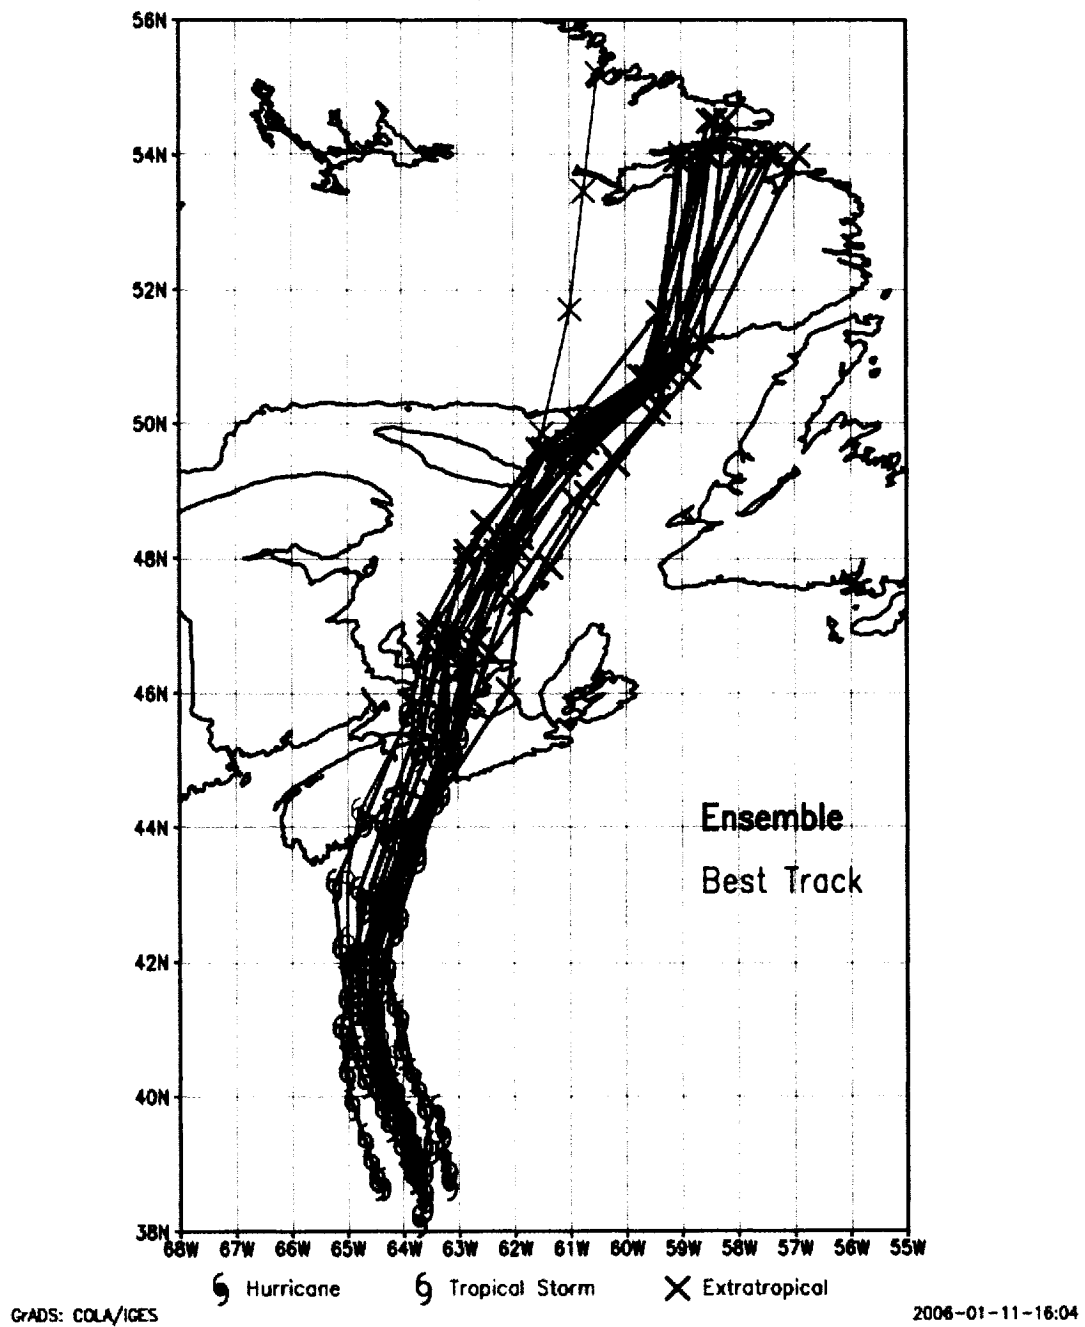 56N
54N
52N
50N
48N
46N
44N
42N
40N
38N
Ensemble
Best Track
68W 67W 66W 65W 64W 63W 62W 61W 60W 59W 58W 57W 56W 55W
Hurricane Tropical Storm Extratropical
GrADS: COLA/IGES 2006-01-11-16:04